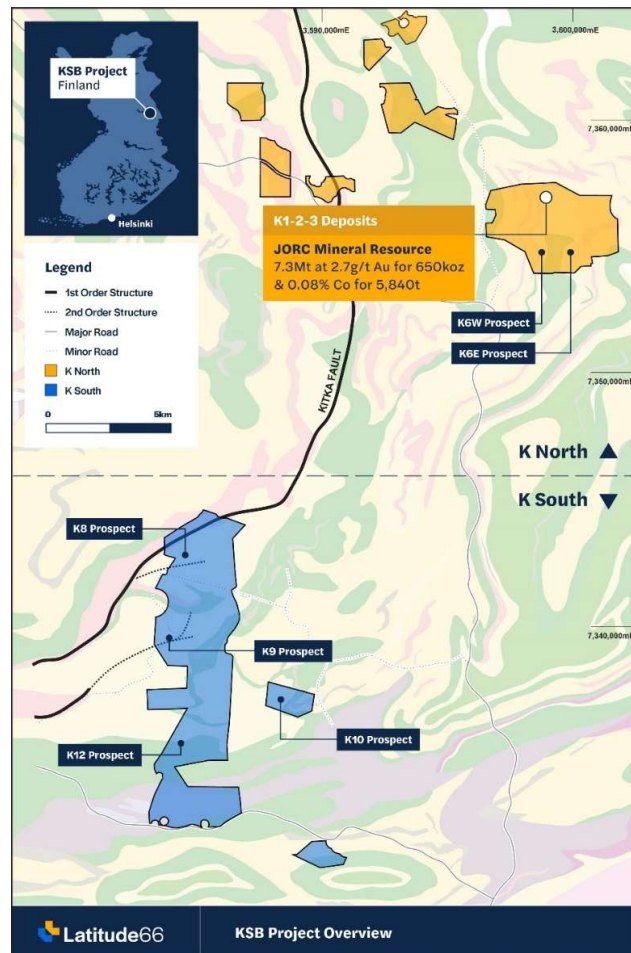 3,590,000mE
3,600,000mE
KSB Project
Finland
Helsinki
7,360,000mN
K1-2-3 Deposits
JORC Mineral Resource
7.3Mt at 2.7g/t Au for 650koz
& 0.08% Co for 5,840t
Legend
1st Order Structure
2nd Order Structure
Major Road
Minor Road
K North
K South
0 5km
K6W Prospect
K6E Prospect
KITKA FAULT
7,350,000mN
K North
K South
K8 Prospect
7,340,000mN
K9 Prospect
K10 Prospect
K12 Prospect
Latitude66
KSB Project Overview